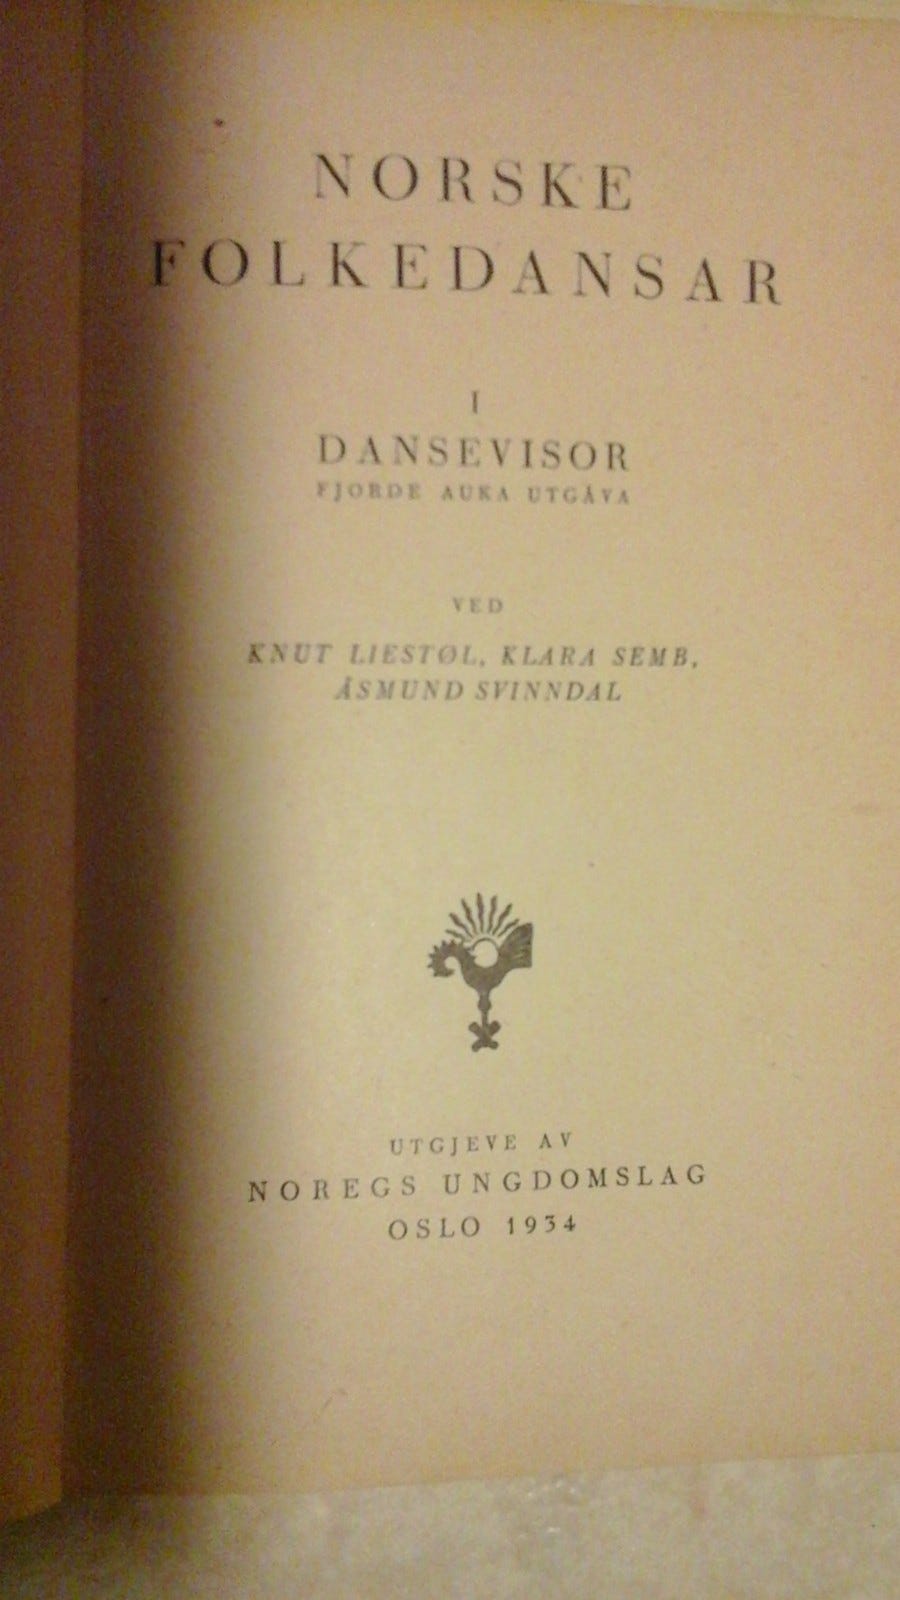 NORSKE
FOLKEDANSAR
I
DANSEVISOR
FJORDE AUKA UTGÅVA
VED
KNUT LIESTØL, KLARA SEMB,
ÅSMUND SVINNDAL
UTGJEVE AV
NOREGS UNGDOMSLAG
OSLO 1934